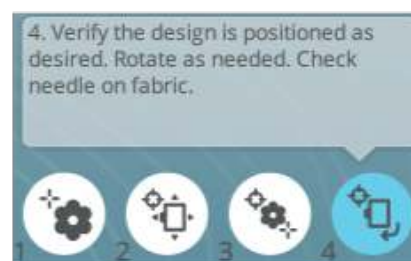 4. Verify the design is positioned as
desired. Rotate as needed. Check
needle on fabric.
1 2 3 4